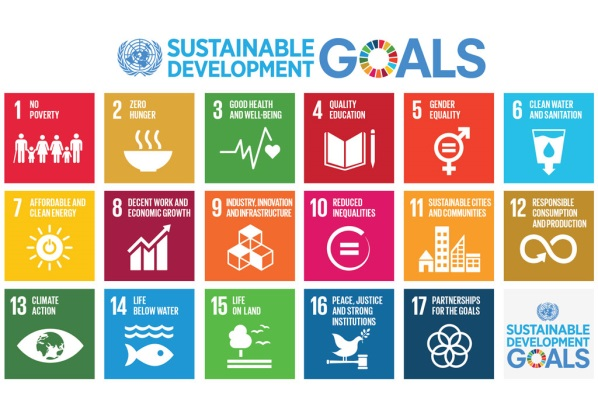 SUSTAINABLE
DEVELOPMENT
GOALS
1 NO
POVERTY
2 ZERO
HUNGER
3 GOOD HEALTH
AND WELL-BEING
4 QUALITY
EDUCATION
5 GENDER
EQUALITY
6 CLEAN WATER
AND SANITATION
7 AFFORDABLE AND
CLEAN ENERGY
8 DECENT WORK AND
ECONOMIC GROWTH
9 INDUSTRY, INNOVATION
AND INFRASTRUCTURE
10 REDUCED
INEQUALITIES
11 SUSTAINABLE CITIES
AND COMMUNITIES
12 RESPONSIBLE
CONSUMPTION
AND PRODUCTION
13 CLIMATE
ACTION
14 LIFE
BELOW WATER
15 LIFE
ON LAND
16 PEACE, JUSTICE
AND STRONG
INSTITUTIONS
17 PARTNERSHIPS
FOR THE GOALS
SUSTAINABLE
DEVELOPMENT
GOALS